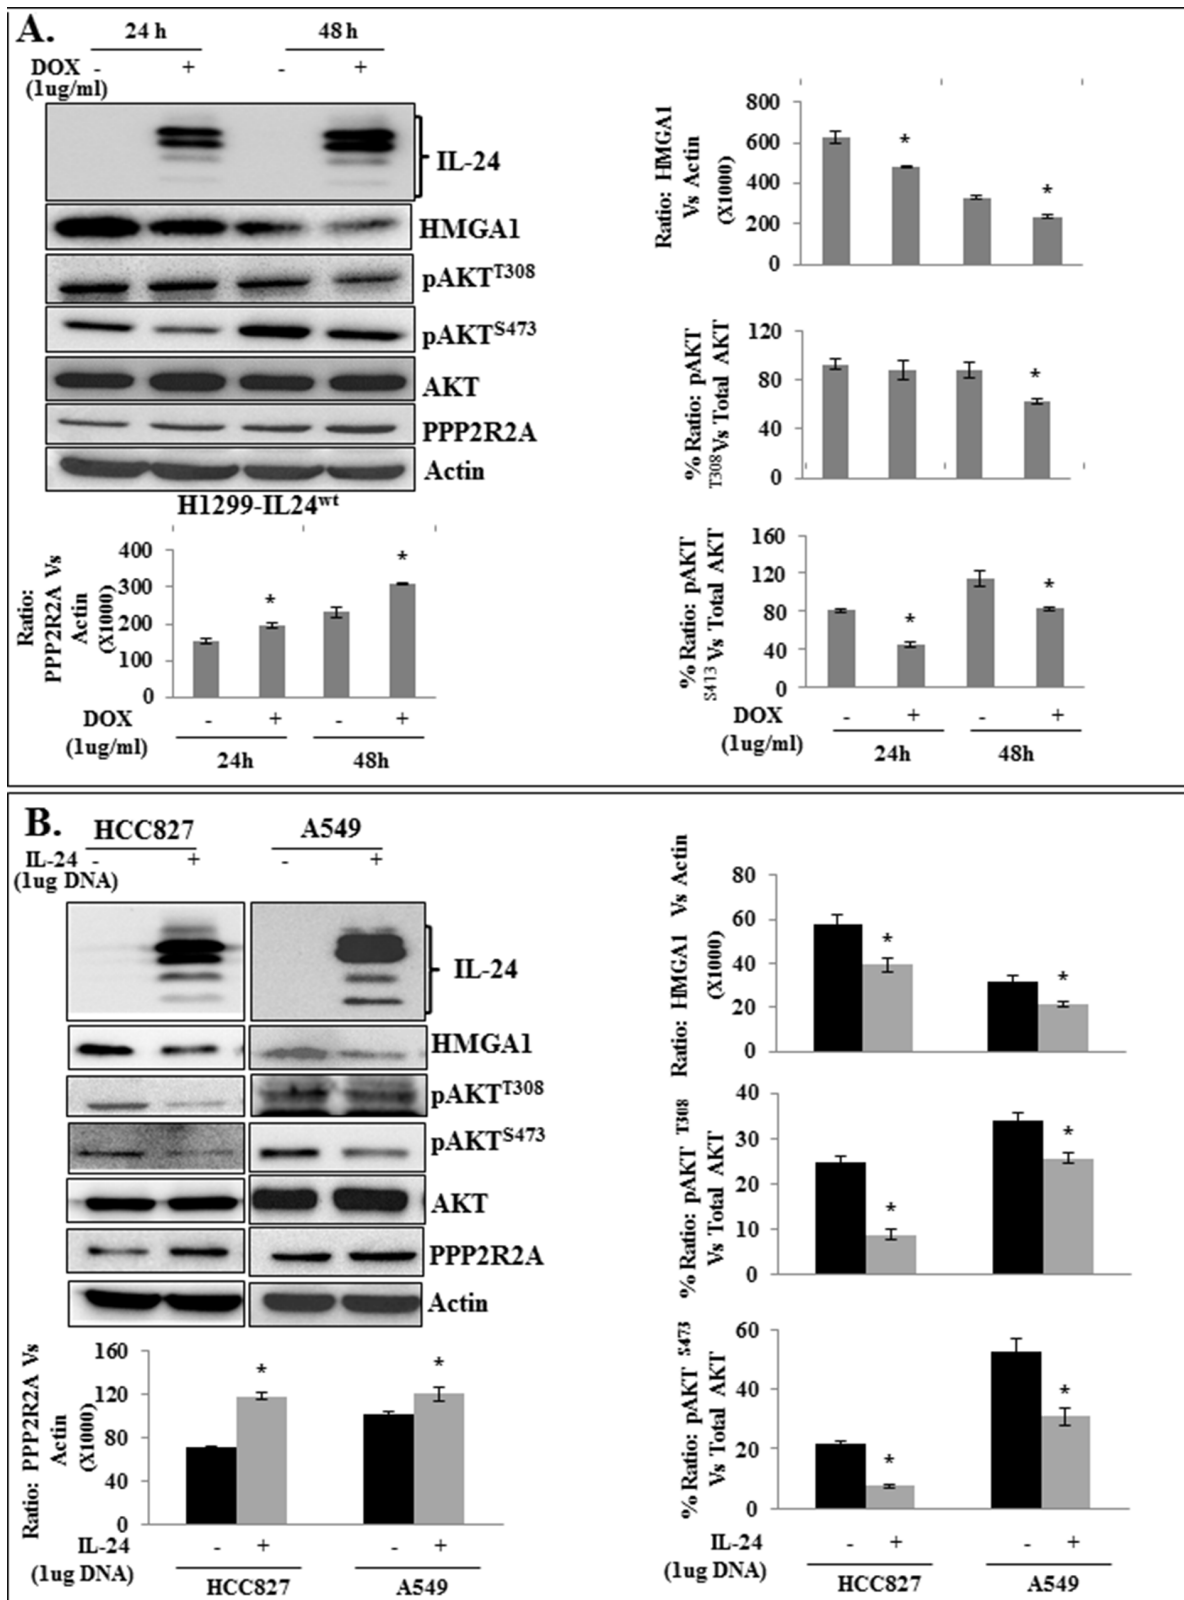 A.
24 h 48 h
DOX - + - +
(1ug/ml)
IL-24
HMGA1
pAKT^T308
pAKT^S473
AKT
PPP2R2A
Actin
H1299-IL24^wt
Ratio:
PPP2R2A Vs
Actin
(X1000)
400
300
200
100
0
* *
DOX - + - +
(1ug/ml)
24h 48h
Ratio: HMGA1
Vs Actin
(X1000)
800
600
400
200
0
* *
% Ratio: pAKT
T308 Vs Total AKT
120
80
40
0
*
% Ratio: pAKT
S413 Vs Total AKT
160
120
80
40
0
* *
DOX - + - +
(1ug/ml)
24h 48h
B.
HCC827 A549
IL-24 - + - +
(1ug DNA)
IL-24
HMGA1
pAKT^T308
pAKT^S473
AKT
PPP2R2A
Actin
Ratio: PPP2R2A Vs
Actin
(X1000)
160
120
80
40
0
* *
IL-24 - + - +
(1ug DNA)
HCC827 A549
Ratio: HMGA1 Vs Actin
(X1000)
80
60
40
20
0
* *
% Ratio: pAKT T308
Vs Total AKT
40
30
20
10
0
* *
% Ratio: pAKT S473
Vs Total AKT
60
40
20
0
* *
IL-24 - + - +
(1ug DNA)
HCC827 A549